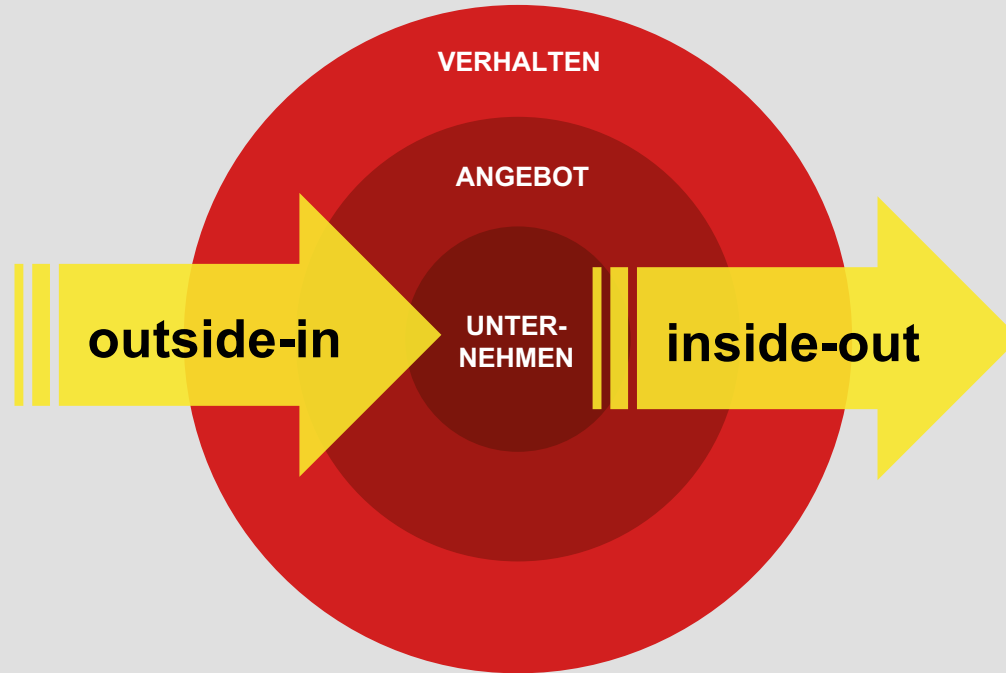 VERHALTEN
ANGEBOT
outside-in
UNTER-
NEHMEN
inside-out